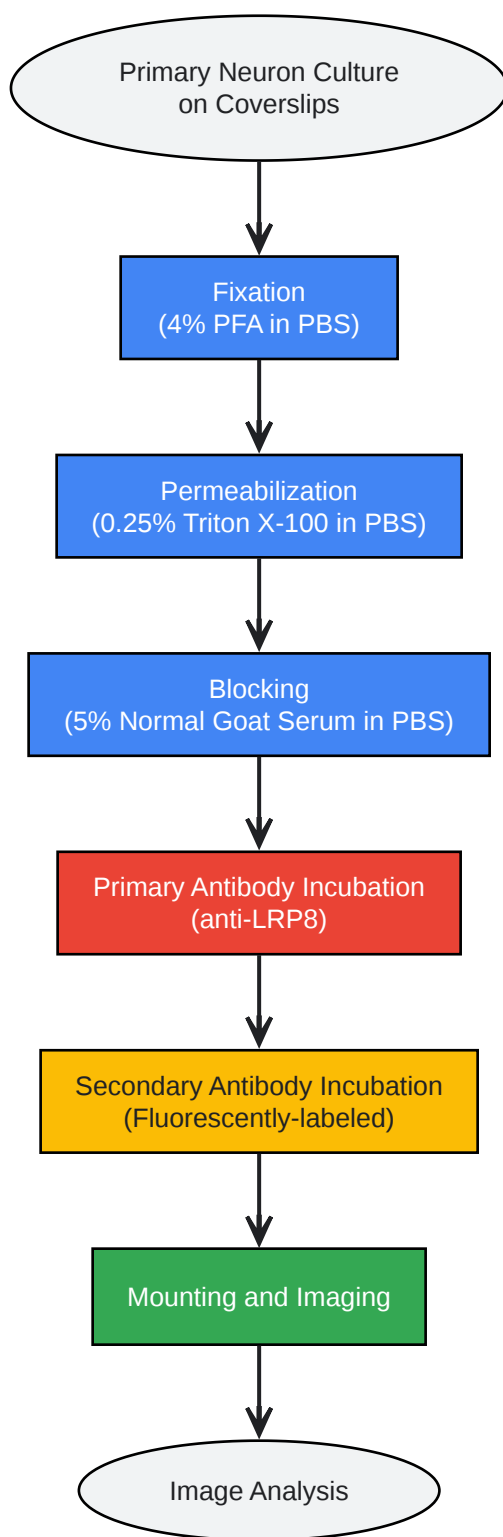 Primary Neuron Culture
on Coverslips
Fixation
(4% PFA in PBS)
Permeabilization
(0.25% Triton X-100 in PBS)
Blocking
(5% Normal Goat Serum in PBS)
Primary Antibody Incubation
(anti-LRP8)
Secondary Antibody Incubation
(Fluorescently-labeled)
Mounting and Imaging
Image Analysis